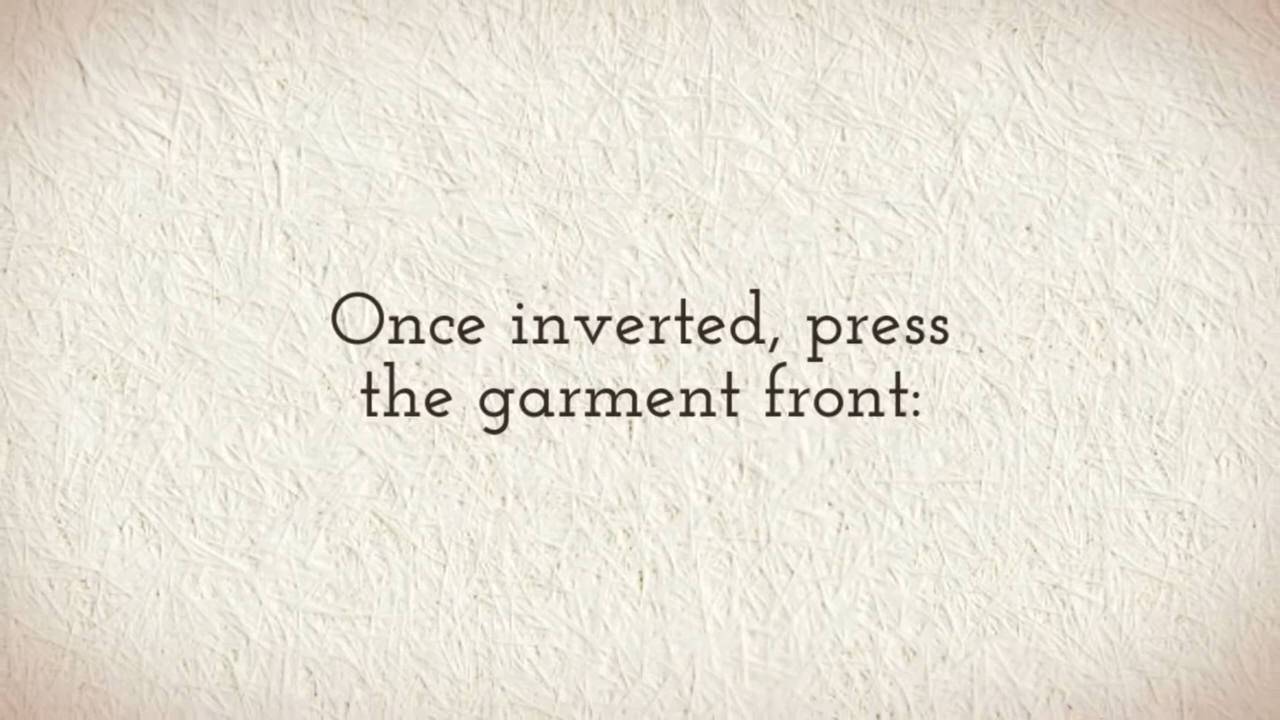 Once inverted, press
the garment front: